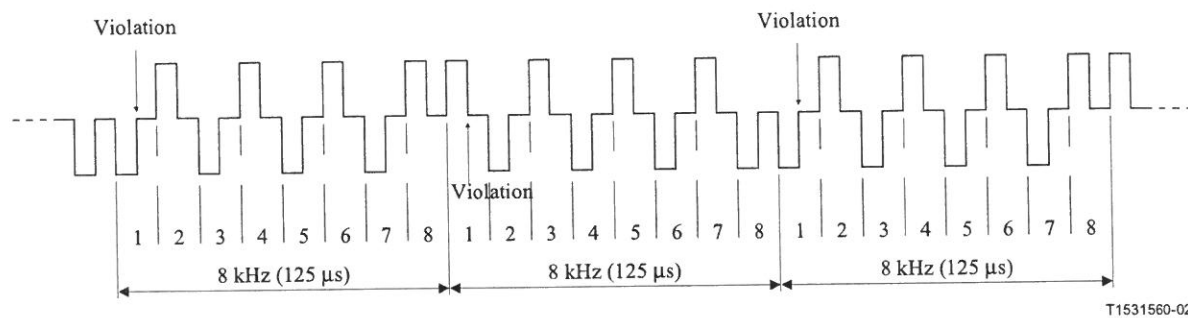 Violation
Violation
Violation
1 2 3 4 5 6 7 8 1 2 3 4 5 6 7 8 1 2 3 4 5 6 7 8
8 kHz (125 μs) 8 kHz (125 μs) 8 kHz (125 μs)
T1531560-02